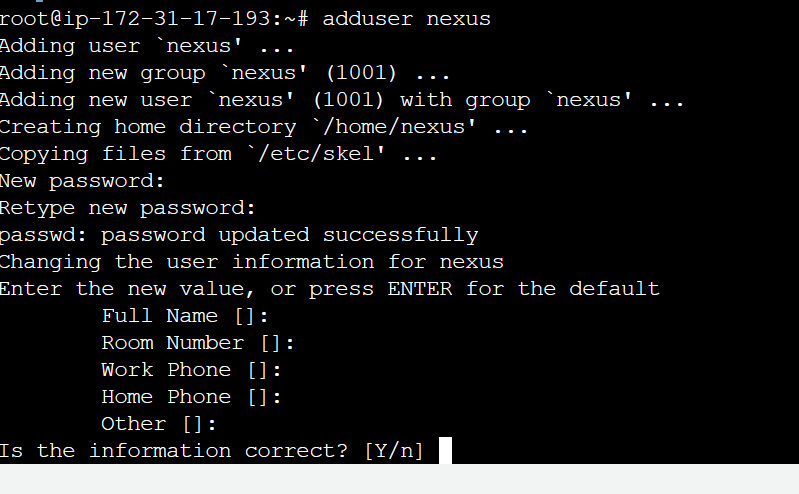 root@ip-172-31-17-193:~# adduser nexus
Adding user `nexus' ...
Adding new group `nexus' (1001) ...
Adding new user `nexus' (1001) with group `nexus' ...
Creating home directory `/home/nexus' ...
Copying files from `/etc/skel' ...
New password:
Retype new password:
passwd: password updated successfully
Changing the user information for nexus
Enter the new value, or press ENTER for the default
Full Name []:
Room Number []:
Work Phone []:
Home Phone []:
Other []:
Is the information correct? [Y/n]